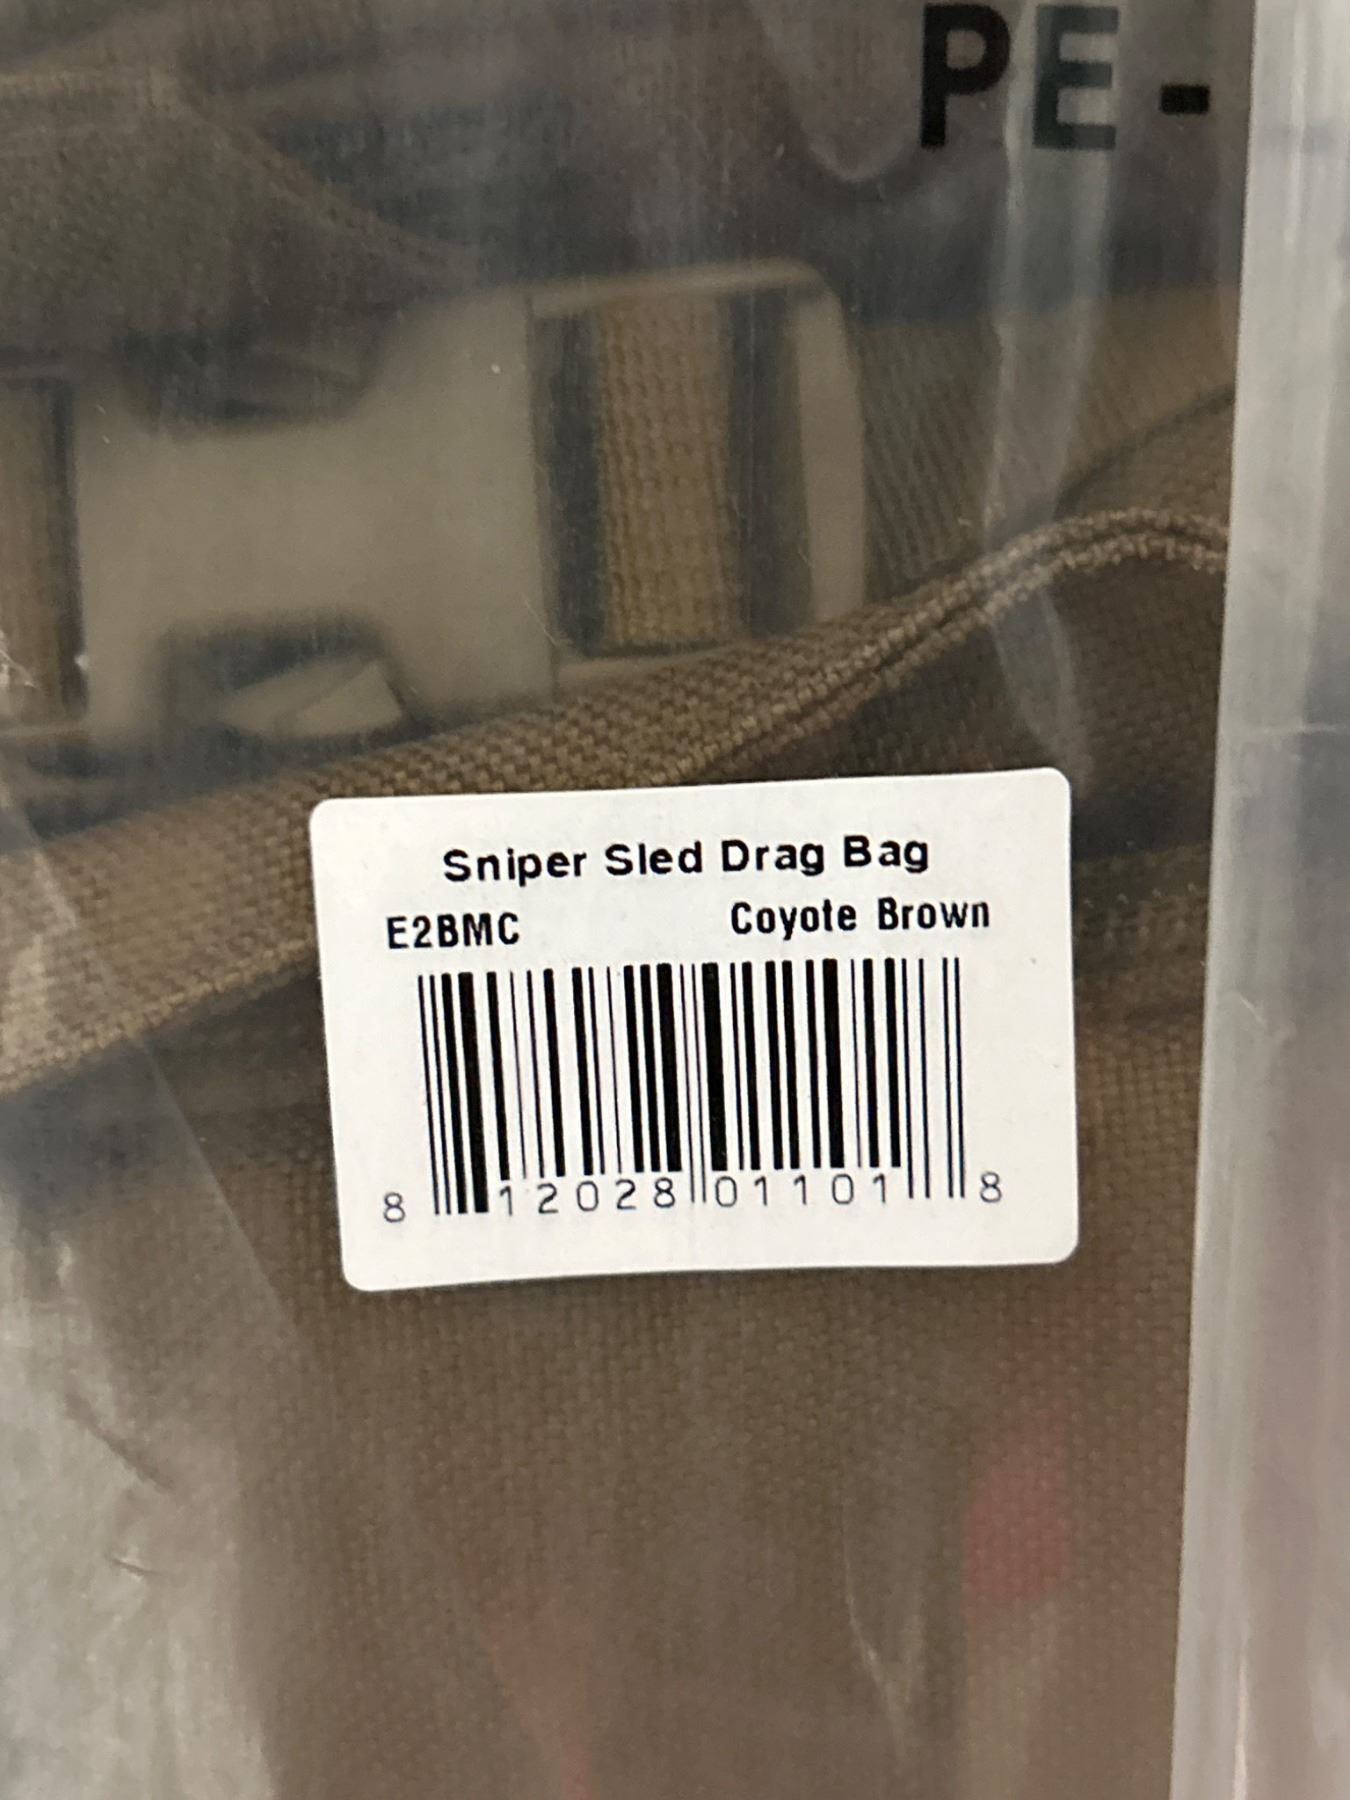 PE-
Sniper Sled Drag Bag
E2BMC Coyote Brown
8 12028 01101 8